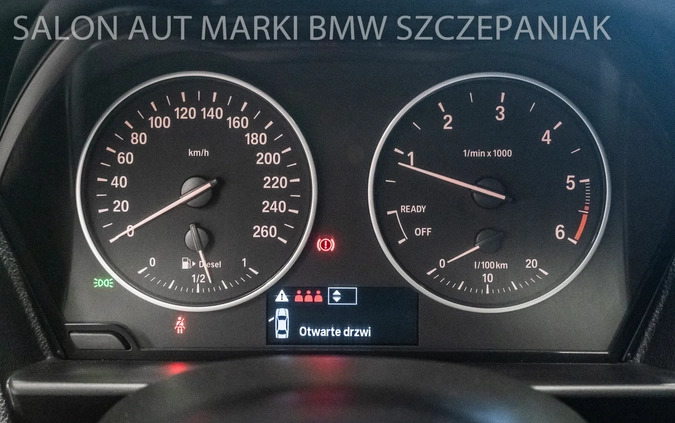 SALON AUT MARKI BMW SZCZEPANIAK
0 20 40 60 80 100 120 140 160 180 200 220 240 260
km/h
0 1/2 1
Diesel
1 2 3 4 5 6
1/min x 1000
READY
OFF
0 10 20
l/100 km
Otwarte drzwi